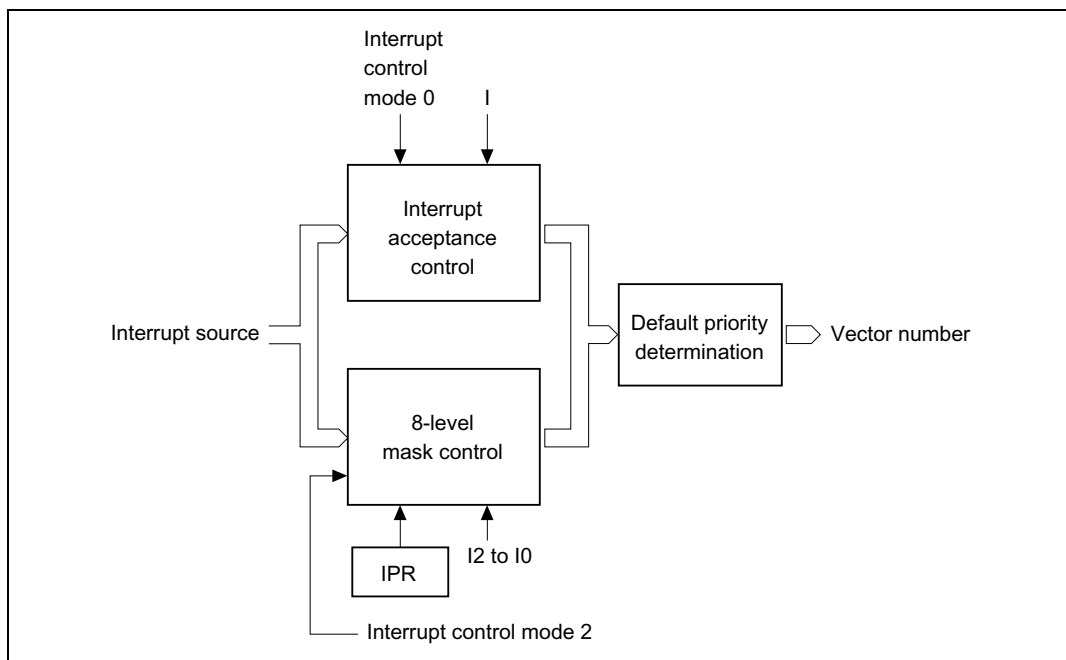 Interrupt
control
mode 0
I
Interrupt
acceptance
control
Interrupt source
Default priority
determination
Vector number
8-level
mask control
I2 to I0
IPR
Interrupt control mode 2